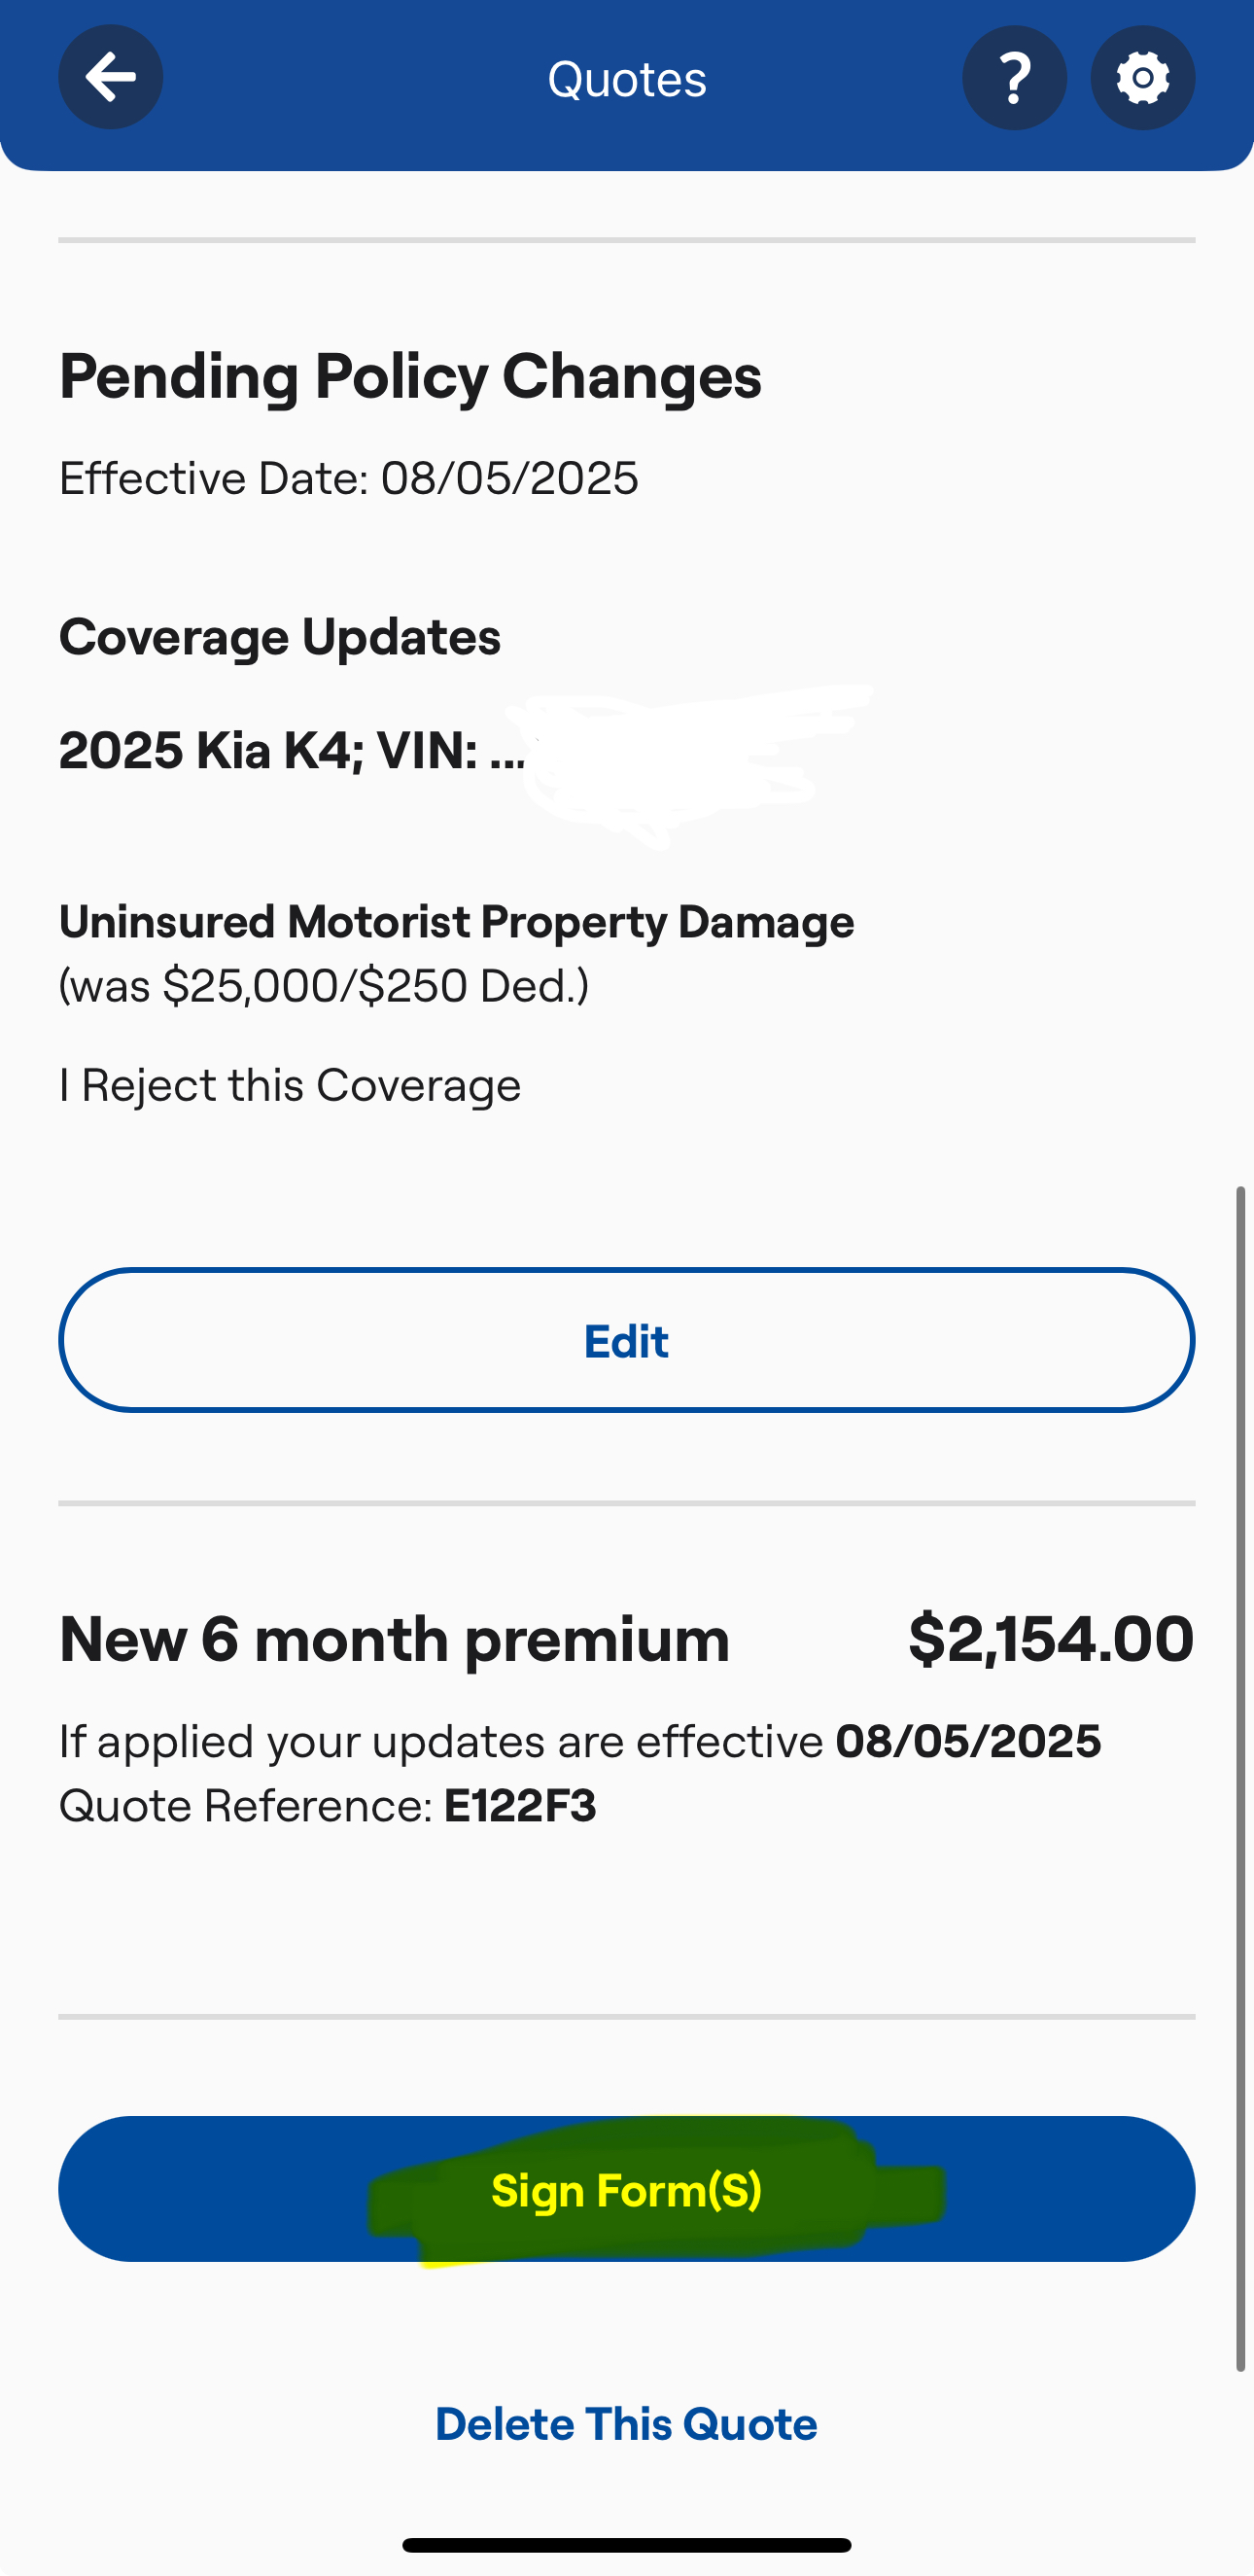 Quotes
Pending Policy Changes
Effective Date: 08/05/2025
Coverage Updates
2025 Kia K4; VIN: ...
Uninsured Motorist Property Damage
(was $25,000/$250 Ded.)
I Reject this Coverage
Edit
New 6 month premium $2,154.00
If applied your updates are effective 08/05/2025
Quote Reference: E122F3
Sign Form(S)
Delete This Quote